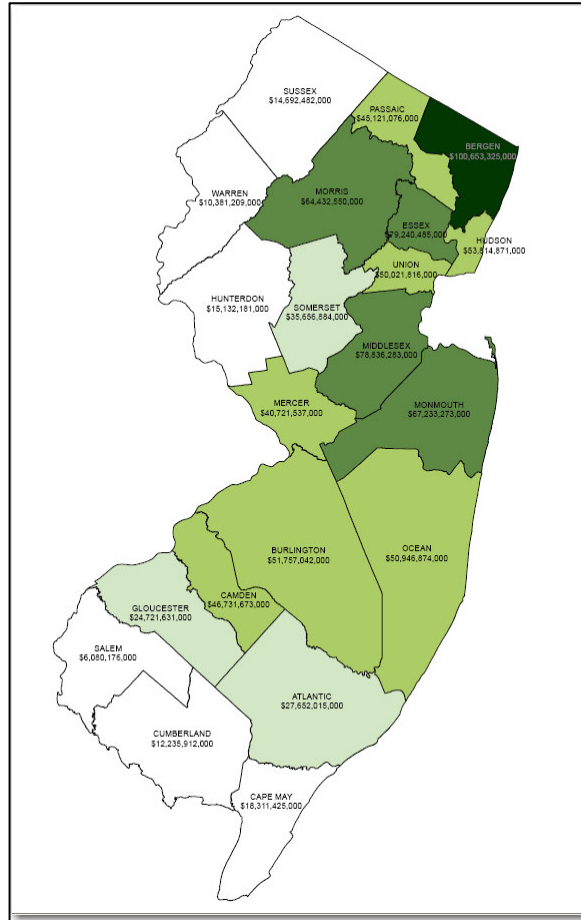 SUSSEX
$14,692,482,000
PASSAIC
$45,121,076,000
BERGEN
$100,653,325,000
WARREN
$10,381,209,000
MORRIS
$64,432,550,000
ESSEX
$79,240,485,000
HUDSON
$53,814,871,000
UNION
$50,021,816,000
HUNTERDON
$15,132,181,000
SOMERSET
$35,656,884,000
MIDDLESEX
$78,836,283,000
MERCER
$40,721,537,000
MONMOUTH
$67,233,273,000
BURLINGTON
$51,757,042,000
OCEAN
$50,946,874,000
CAMDEN
$46,731,673,000
GLOUCESTER
$24,721,631,000
SALEM
$6,080,176,000
ATLANTIC
$27,652,015,000
CUMBERLAND
$12,235,912,000
CAPE MAY
$18,311,425,000